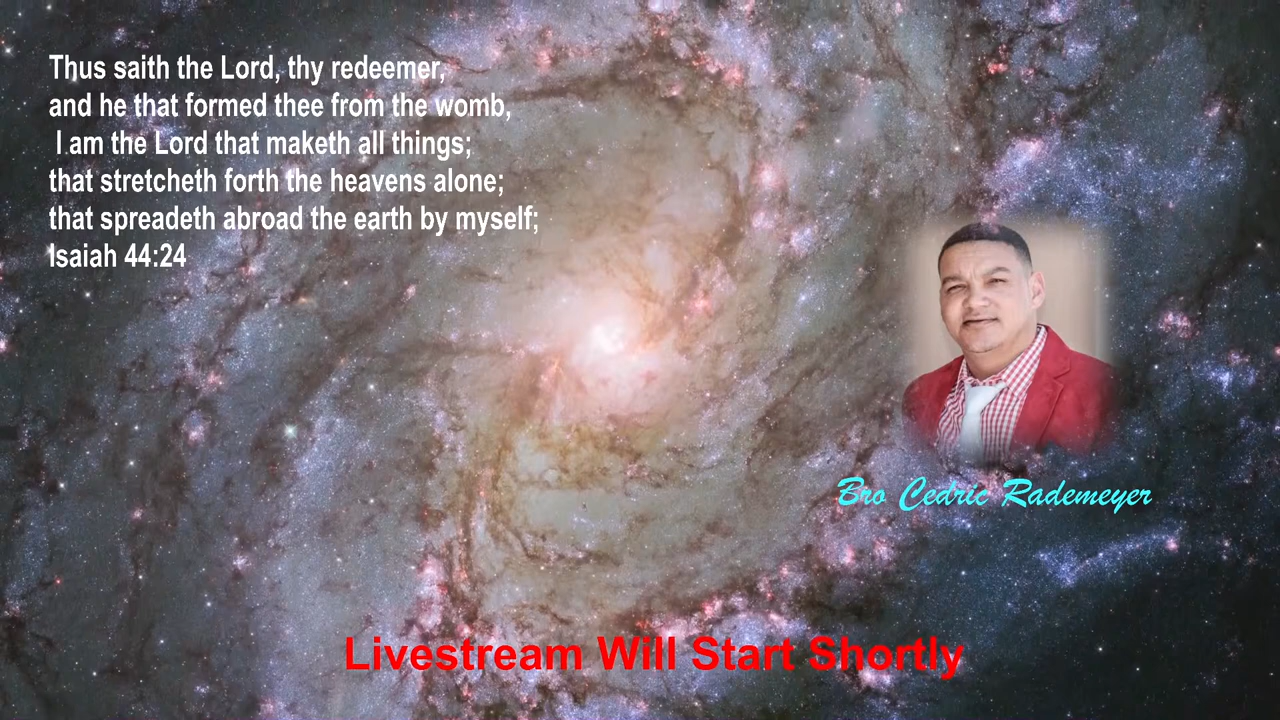 Thus saith the Lord, thy redeemer,
and he that formed thee from the womb,
I am the Lord that maketh all things;
that stretcheth forth the heavens alone;
that spreadeth abroad the earth by myself;
Isaiah 44:24
Bro Cedric Rademeyer
Livestream Will Start Shortly